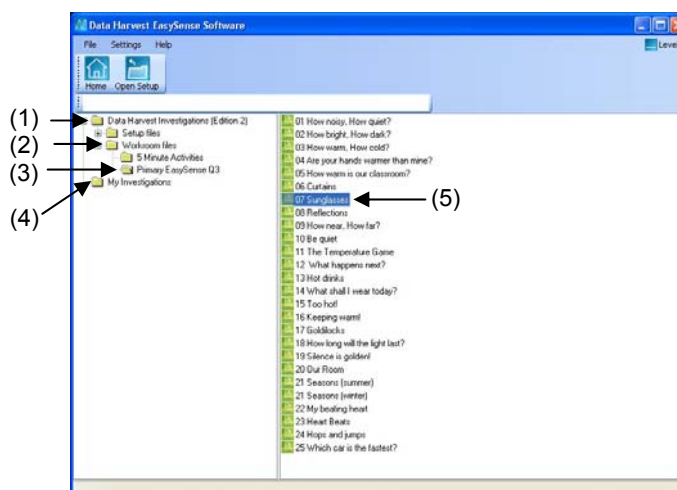 Data Harvest EasySense Software
File Settings Help
Leve
Home Open Setup
(1) Data Harvest Investigations (Edition 2)
Setup files
(2) Workroom files
5 Minute Activities
(3) Primary EasySense Q3
(4) My Investigations
01 How noisy, How quiet?
02 How bright, How dark?
03 How warm, How cold?
04 Are your hands warmer than mine?
05 How warm is our classroom?
06 Curtains
07 Sunglasses (5)
08 Reflections
09 How near, How far?
10 Be quiet
11 The Temperature Game
12 What happens next?
13 Hot drinks
14 What shall I wear today?
15 Too hot!
16 Keeping warm!
17 Goldilocks
18 How long will the light last?
19 Silence is golden!
20 Our Room
21 Seasons (summer)
21 Seasons (winter)
22 My beating heart
23 Heart Beats
24 Hops and jumps
25 Which car is the fastest?